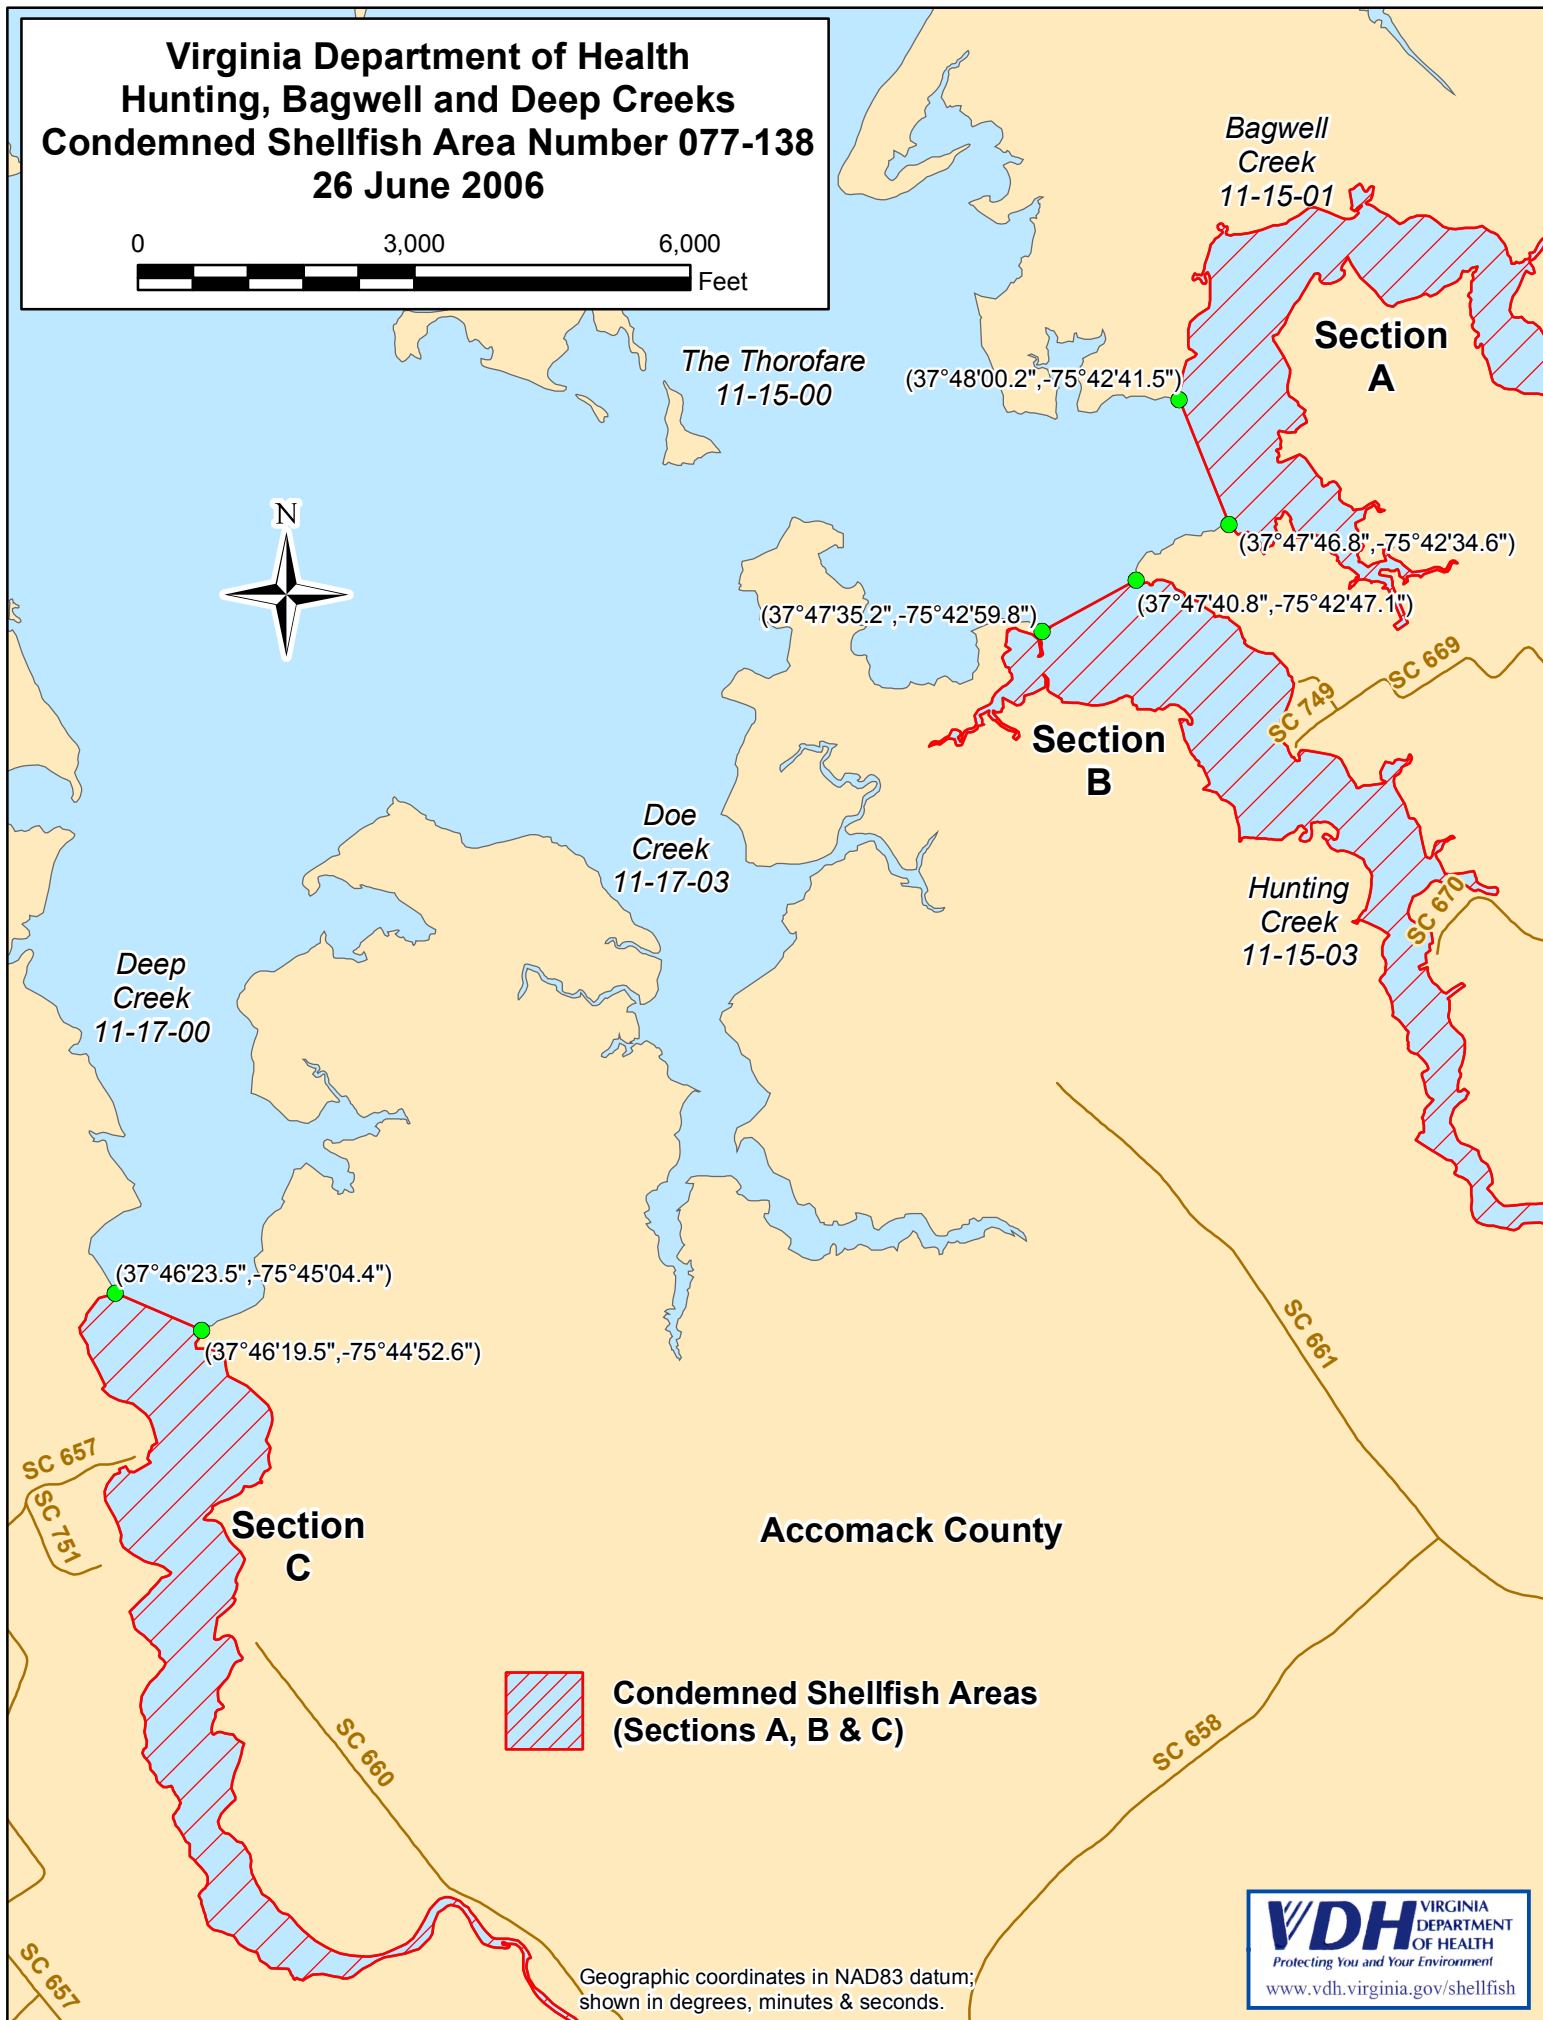 Virginia Department of Health
Hunting, Bagwell and Deep Creeks
Condemned Shellfish Area Number 077-138
26 June 2006
0 3,000 6,000
Feet
Bagwell
Creek
11-15-01
Section
A
The Thorofare
11-15-00
(37°48'00.2",-75°42'41.5")
N
(37°47'46.8",-75°42'34.6")
(37°47'40.8",-75°42'47.1")
(37°47'35.2",-75°42'59.8")
SC 669
SC 749
Section
B
Doe
Creek
11-17-03
Hunting
Creek
11-15-03
SC 670
Deep
Creek
11-17-00
(37°46'23.5",-75°45'04.4")
(37°46'19.5",-75°44'52.6")
SC 661
SC 657
SC 751
Section
C
Accomack County
Condemned Shellfish Areas
(Sections A, B & C)
SC 660
SC 658
SC 657
Geographic coordinates in NAD83 datum;
shown in degrees, minutes & seconds.
VDH
VIRGINIA
DEPARTMENT
OF HEALTH
Protecting You and Your Environment
www.vdh.virginia.gov/shellfish